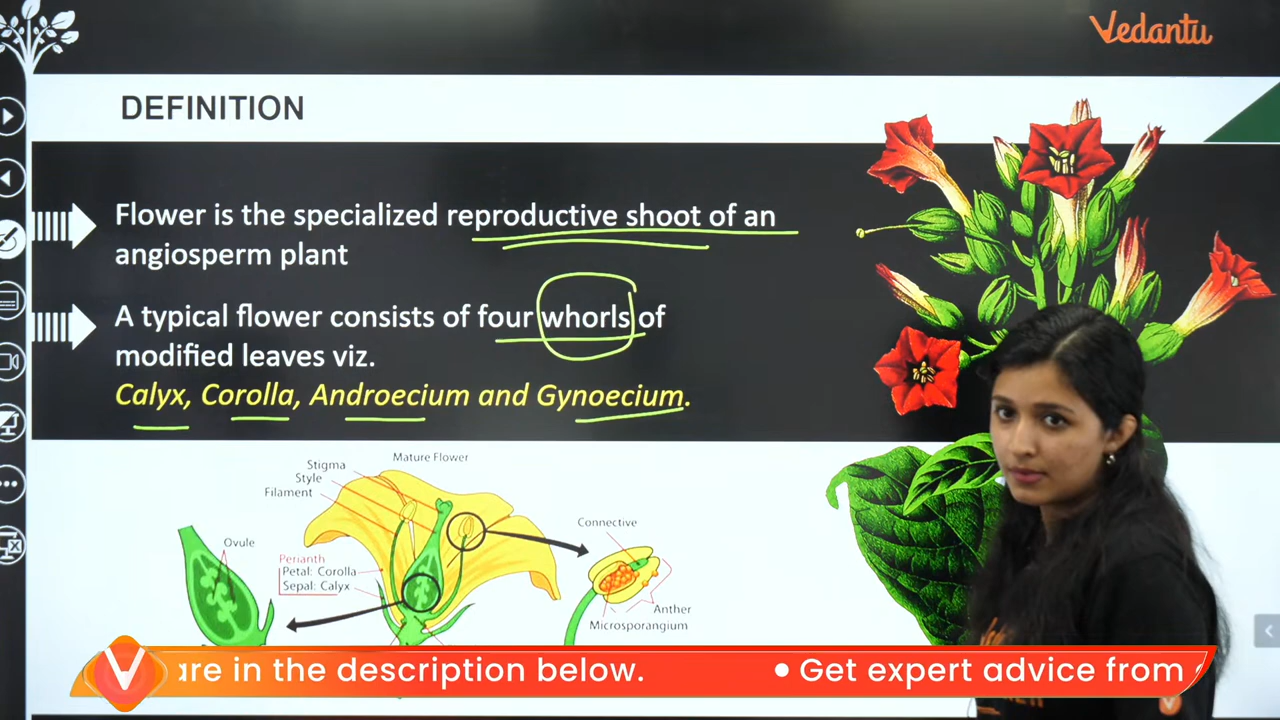 Vedantu
DEFINITION
Flower is the specialized reproductive shoot of an
angiosperm plant
A typical flower consists of four whorls of
modified leaves viz.
Calyx, Corolla, Androecium and Gynoecium.
Mature Flower
Stigma
Style
Filament
Ovule
Perianth
Petal: Corolla
Sepal: Calyx
Connective
Anther
Microsporangium
are in the description below.
• Get expert advice from
V